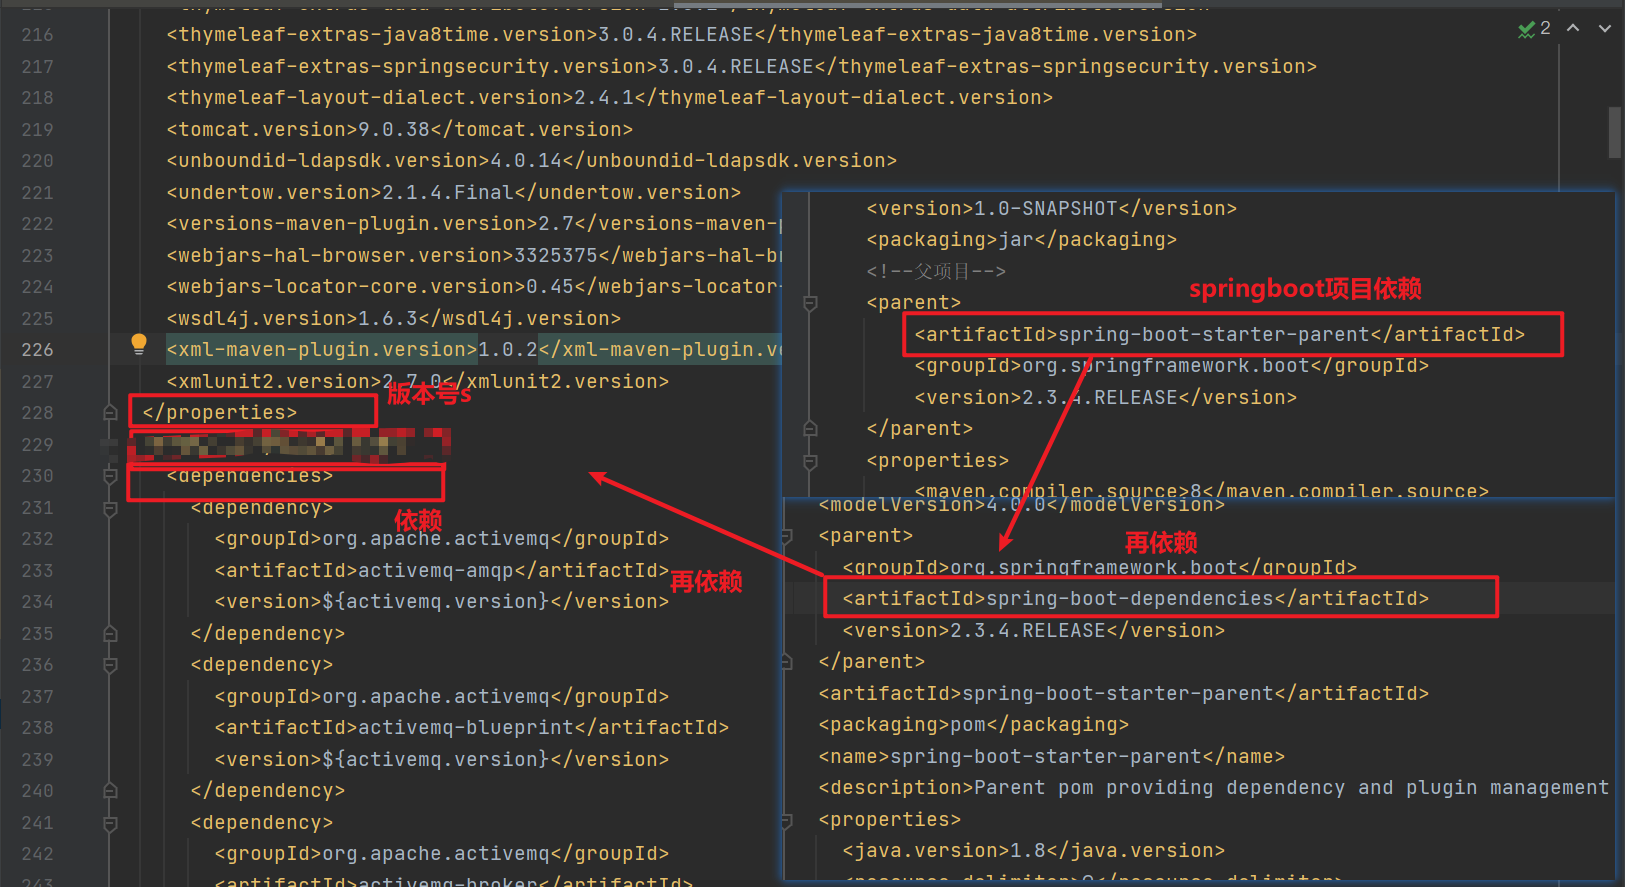 216 <thymeleaf-extras-java8time.version>3.0.4.RELEASE</thymeleaf-extras-java8time.version>
217 <thymeleaf-extras-springsecurity.version>3.0.4.RELEASE</thymeleaf-extras-springsecurity.version>
218 <thymeleaf-layout-dialect.version>2.4.1</thymeleaf-layout-dialect.version>
219 <tomcat.version>9.0.38</tomcat.version>
220 <unboundid-ldapsdk.version>4.0.14</unboundid-ldapsdk.version>
221 <undertow.version>2.1.4.Final</undertow.version>
222 <versions-maven-plugin.version>2.7</versions-maven-
223 <webjars-hal-browser.version>3325375</webjars-hal-
224 <webjars-locator-core.version>0.45</webjars-locator-
225 <wsdl4j.version>1.6.3</wsdl4j.version>
226 <xml-maven-plugin.version>1.0.2</xml-maven-plugin.
227 <xmlunit2.version>2.7.0</xmlunit2.version>
版本号s
228 </properties>
229
230 <dependencies>
231 <dependency>
依赖
232 <groupId>org.apache.activemq</groupId>
233 <artifactId>activemq-amqp</artifactId>
再依赖
234 <version>${activemq.version}</version>
235 </dependency>
236 <dependency>
237 <groupId>org.apache.activemq</groupId>
238 <artifactId>activemq-blueprint</artifactId>
239 <version>${activemq.version}</version>
240 </dependency>
241 <dependency>
242 <groupId>org.apache.activemq</groupId>
243 <artifactId>activemq-broker</artifactId>
2
<version>1.0-SNAPSHOT</version>
<packaging>jar</packaging>
<!--父项目-->
springboot项目依赖
<parent>
<artifactId>spring-boot-starter-parent</artifactId>
<groupId>org.springframework.boot</groupId>
<version>2.3.4.RELEASE</version>
</parent>
<properties>
<maven.compiler.source>8</maven.compiler.source>
<modelVersion>4.0.0</modelVersion>
<parent>
再依赖
<groupId>org.springframework.boot</groupId>
<artifactId>spring-boot-dependencies</artifactId>
<version>2.3.4.RELEASE</version>
</parent>
<artifactId>spring-boot-starter-parent</artifactId>
<packaging>pom</packaging>
<name>spring-boot-starter-parent</name>
<description>Parent pom providing dependency and plugin management
<properties>
<java.version>1.8</java.version>